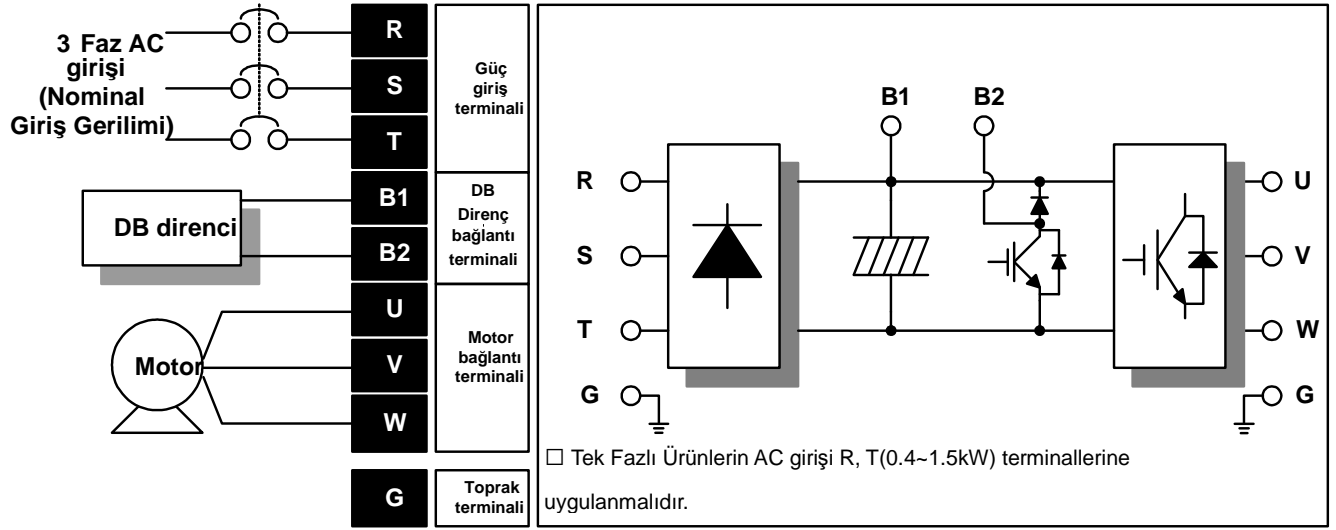 3 Faz AC
girişi
(Nominal
Giriş Gerilimi)
R
S
T
Güç
giriş
terminali
DB direnci
B1
B2
DB
Direnç
bağlantı
terminali
Motor
U
V
W
Motor
bağlantı
terminali
G
Toprak
terminali
B1 B2
R
S
T
G
U
V
W
G
□ Tek Fazlı Ürünlerin AC girişi R, T(0.4~1.5kW) terminallerine
uygulanmalıdır.